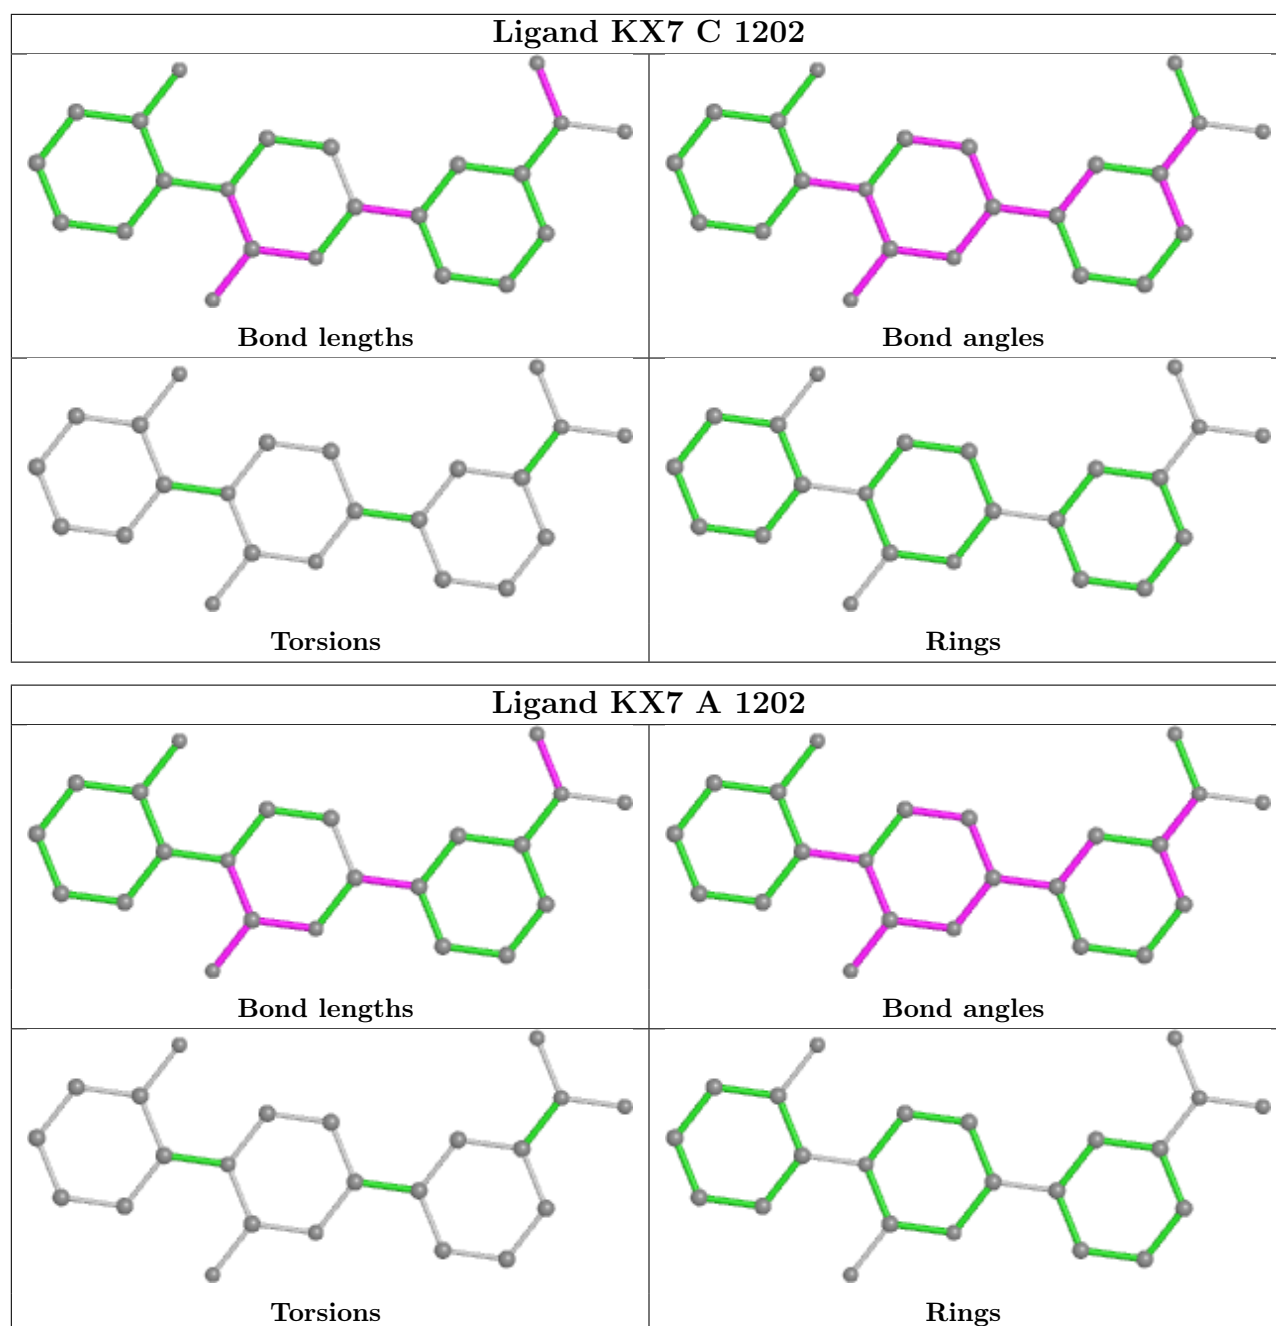 Ligand KX7 C 1202
Bond lengths
Bond angles
Torsions
Rings
Ligand KX7 A 1202
Bond lengths
Bond angles
Torsions
Rings